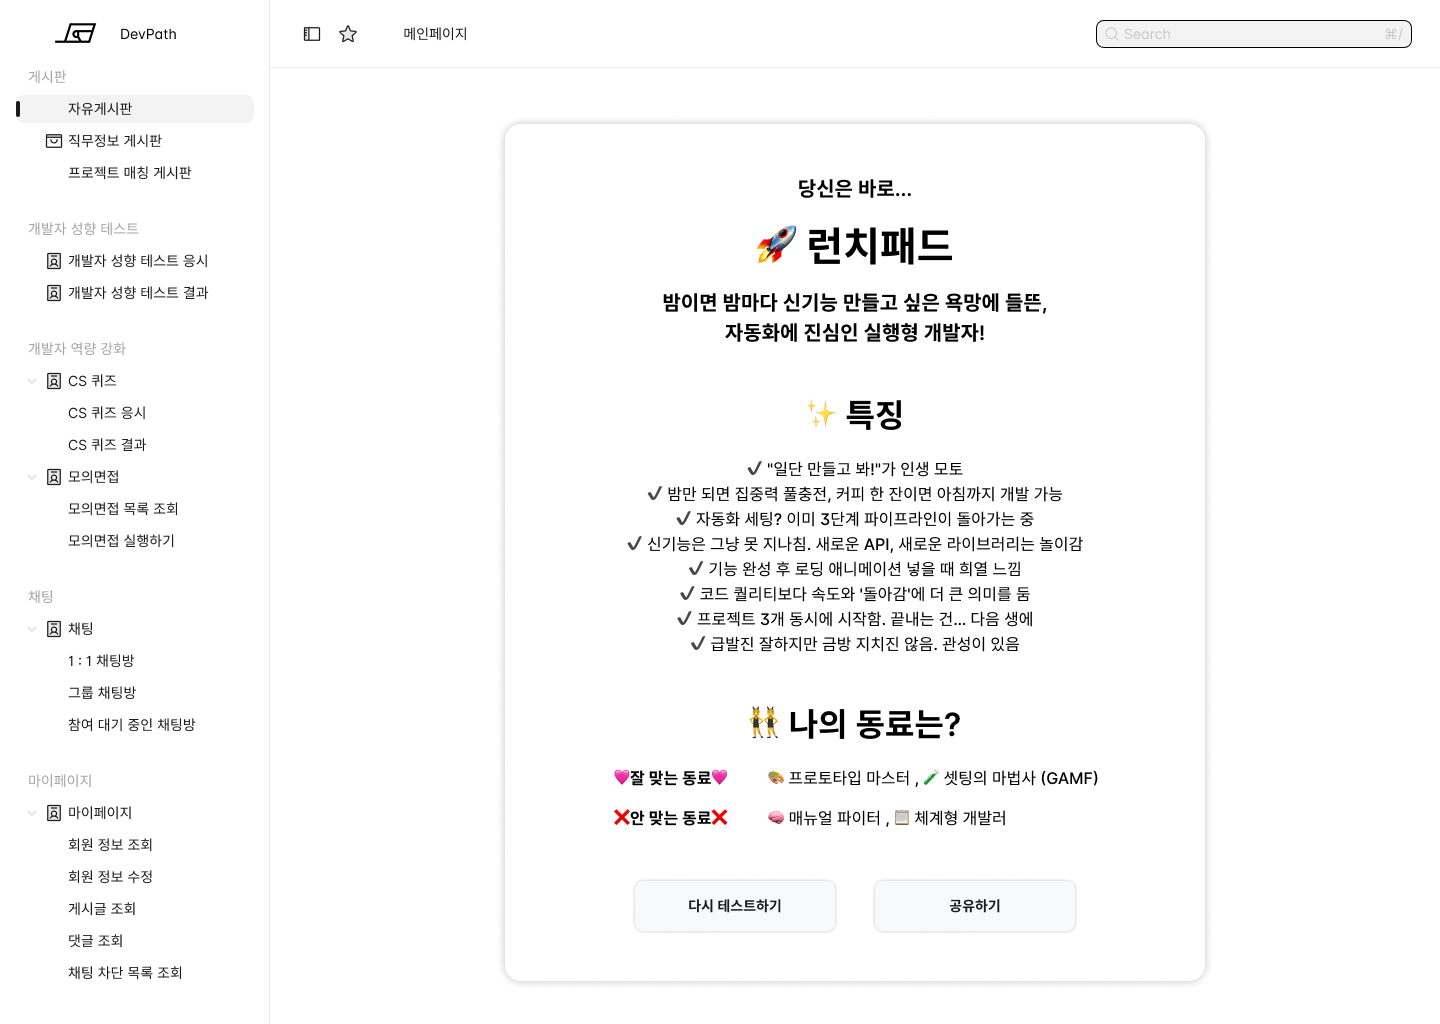 DevPath
게시판
자유게시판
직무정보 게시판
프로젝트 매칭 게시판
개발자 성향 테스트
개발자 성향 테스트 응시
개발자 성향 테스트 결과
개발자 역량 강화
CS 퀴즈
CS 퀴즈 응시
CS 퀴즈 결과
모의면접
모의면접 목록 조회
모의면접 실행하기
채팅
채팅
1 : 1 채팅방
그룹 채팅방
참여 대기 중인 채팅방
마이페이지
마이페이지
회원 정보 조회
회원 정보 수정
게시글 조회
댓글 조회
채팅 차단 목록 조회
메인페이지
Search ⌘/
당신은 바로...
🚀 런치패드
밤이면 밤마다 신기능 만들고 싶은 욕망에 들뜬,
자동화에 진심인 실행형 개발자!
✨ 특징
✔ "일단 만들고 봐!"가 인생 모토
✔ 밤만 되면 집중력 풀충전, 커피 한 잔이면 아침까지 개발 가능
✔ 자동화 세팅? 이미 3단계 파이프라인이 돌아가는 중
✔ 신기능은 그냥 못 지나침. 새로운 API, 새로운 라이브러리는 놀이감
✔ 기능 완성 후 로딩 애니메이션 넣을 때 희열 느낌
✔ 코드 퀄리티보다 속도와 '돌아감'에 더 큰 의미를 둠
✔ 프로젝트 3개 동시에 시작함. 끝내는 건... 다음 생에
✔ 급발진 잘하지만 금방 지치진 않음. 관성이 있음
👯 나의 동료는?
💗잘 맞는 동료💗 🎨 프로토타입 마스터 , 🧪 셋팅의 마법사 (GAMF)
❌안 맞는 동료❌ 🧠 매뉴얼 파이터 , 📋 체계형 개발러
다시 테스트하기 공유하기